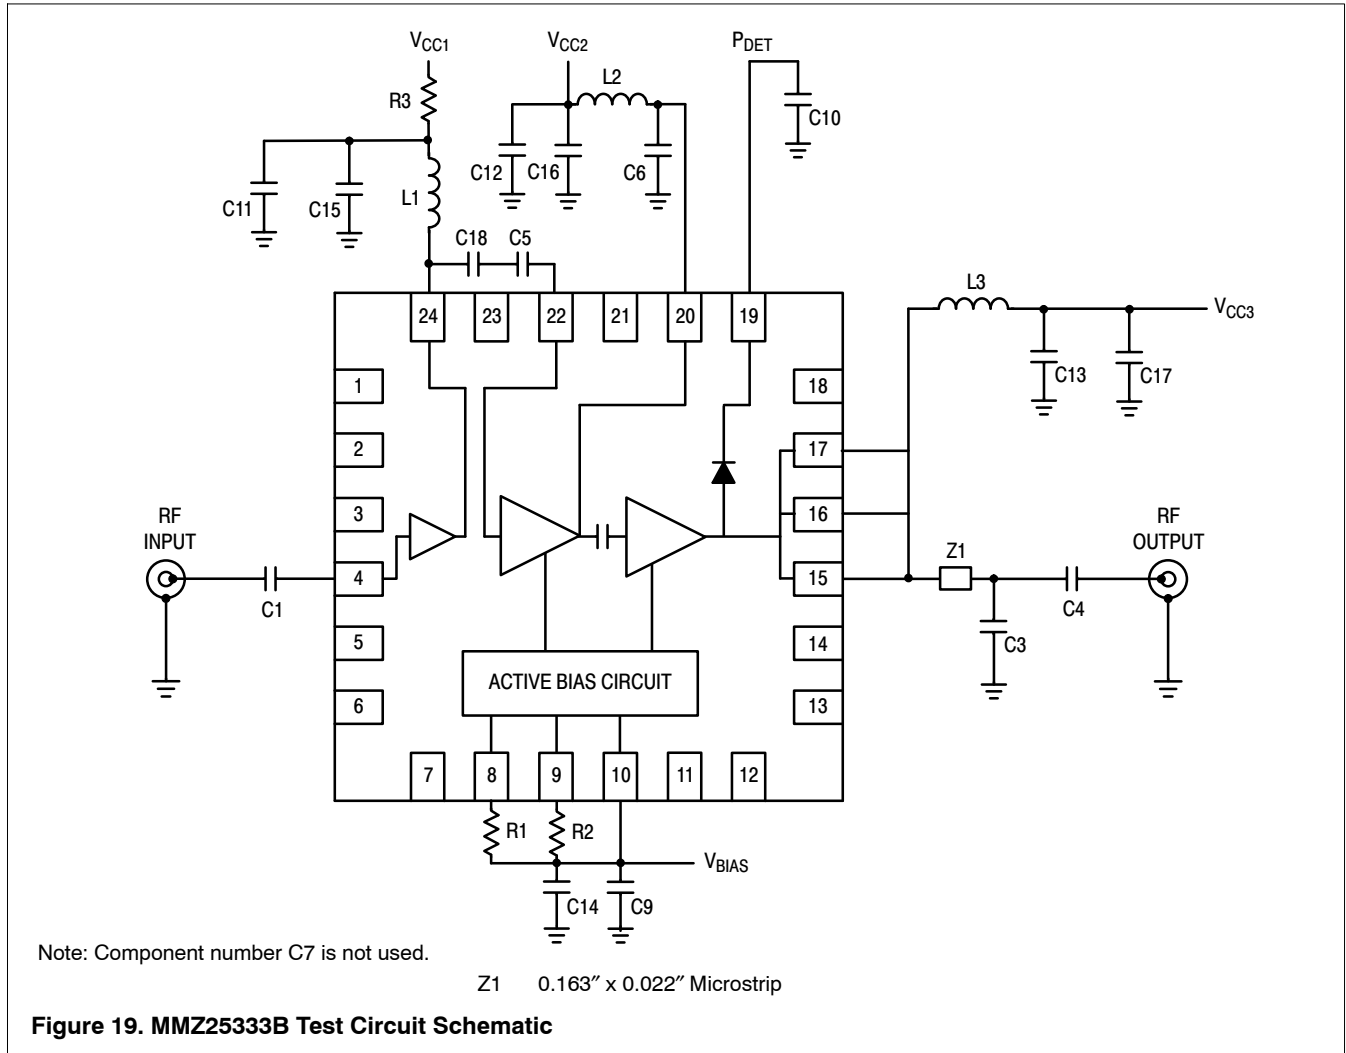 VCC1
VCC2
PDET
L2
R3
C10
C12
C16
C6
C11
C15
L1
C18
C5
L3
24
23
22
21
20
19
VCC3
C13
C17
1
18
2
17
3
16
RF
INPUT
RF
OUTPUT
Z1
4
15
C1
C4
C3
5
14
ACTIVE BIAS CIRCUIT
6
13
7
8
9
10
11
12
R1
R2
VBIAS
C14
C9
Note: Component number C7 is not used.
Z1 0.163″ x 0.022″ Microstrip
Figure 19. MMZ25333B Test Circuit Schematic